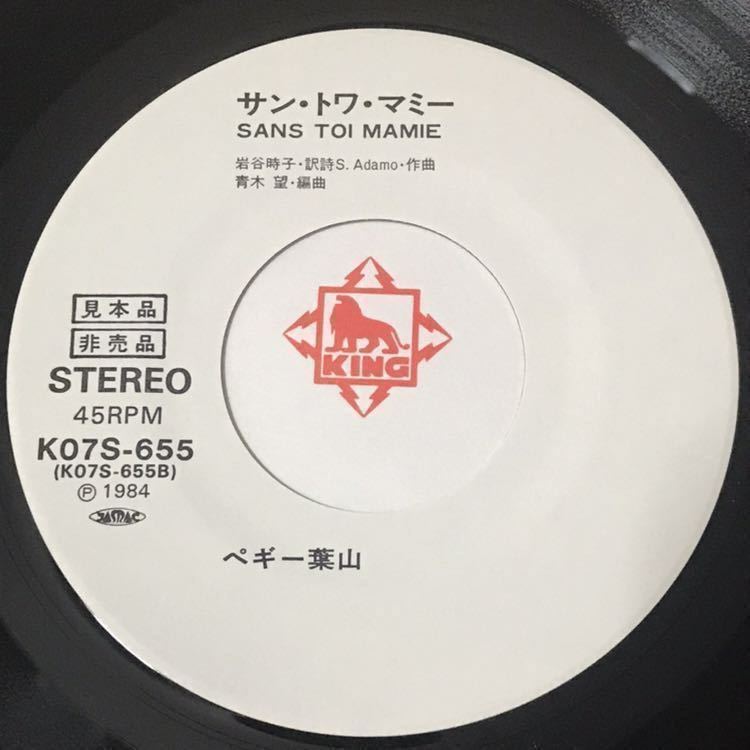 サン・トワ・マミー
SANS TOI MAMIE
岩谷時子・訳詩S. Adamo・作曲
青木 望・編曲
見本品
非売品
STEREO
45RPM
K07S-655
(K07S-655B)
Ⓟ 1984
JASRAC
KING
ペギー葉山